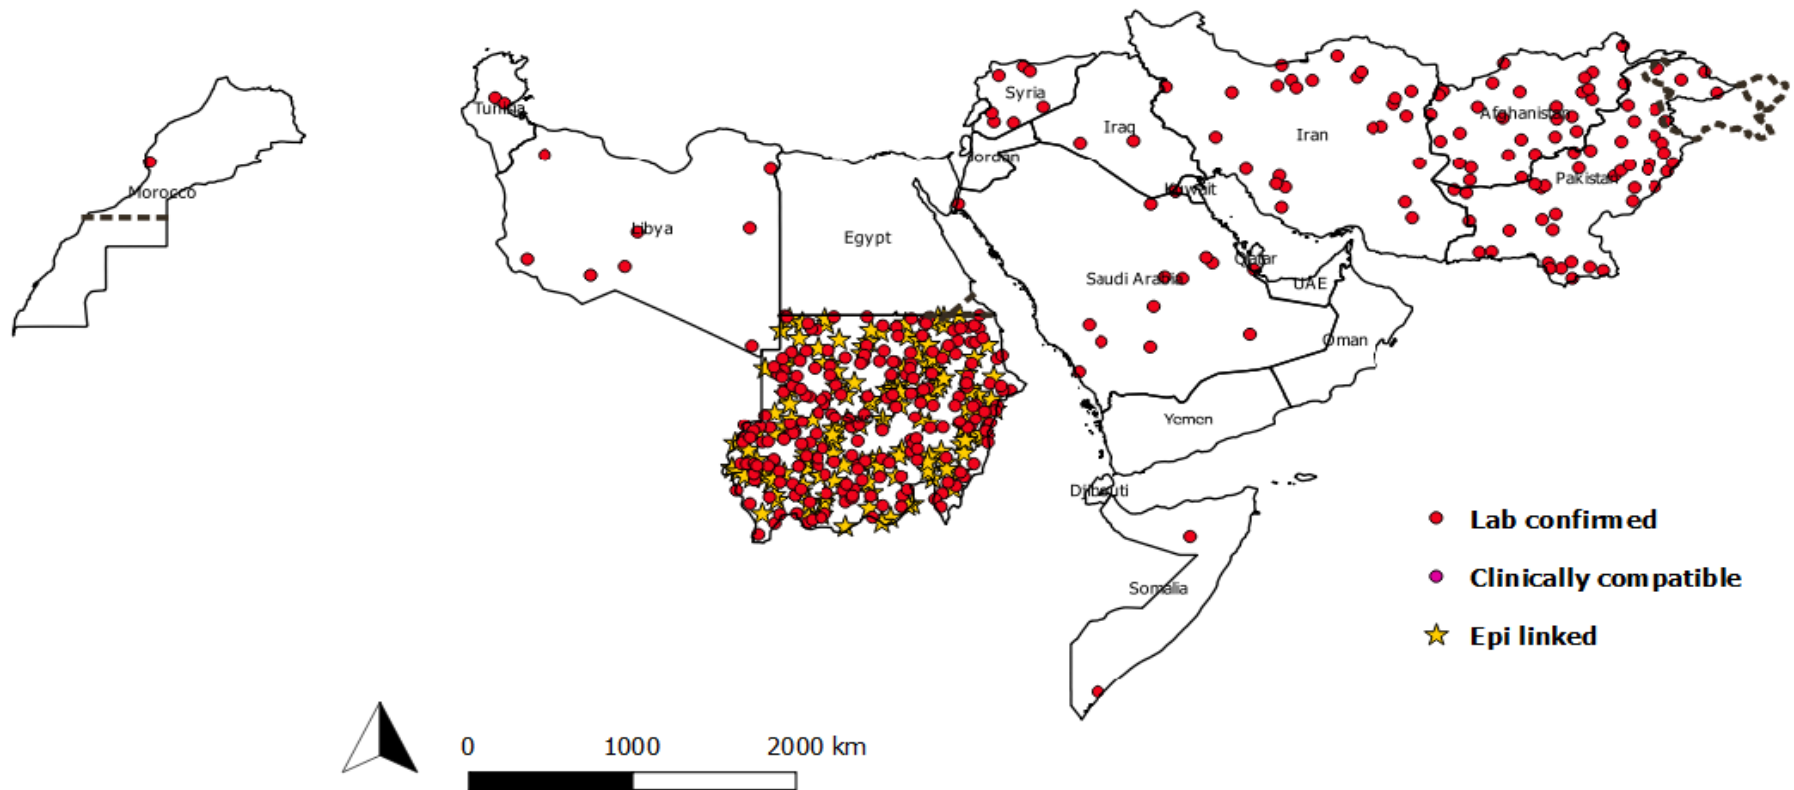 Syria
Tunisia
Afghanistan
Iraq
Iran
Jordan
Pakistan
Kuwait
Morocco
Libya
Egypt
Qatar
Saudi Arabia
UAE
Oman
Yemen
Djibouti
Lab confirmed
Clinically compatible
Somalia
Epi linked
0 1000 2000 km